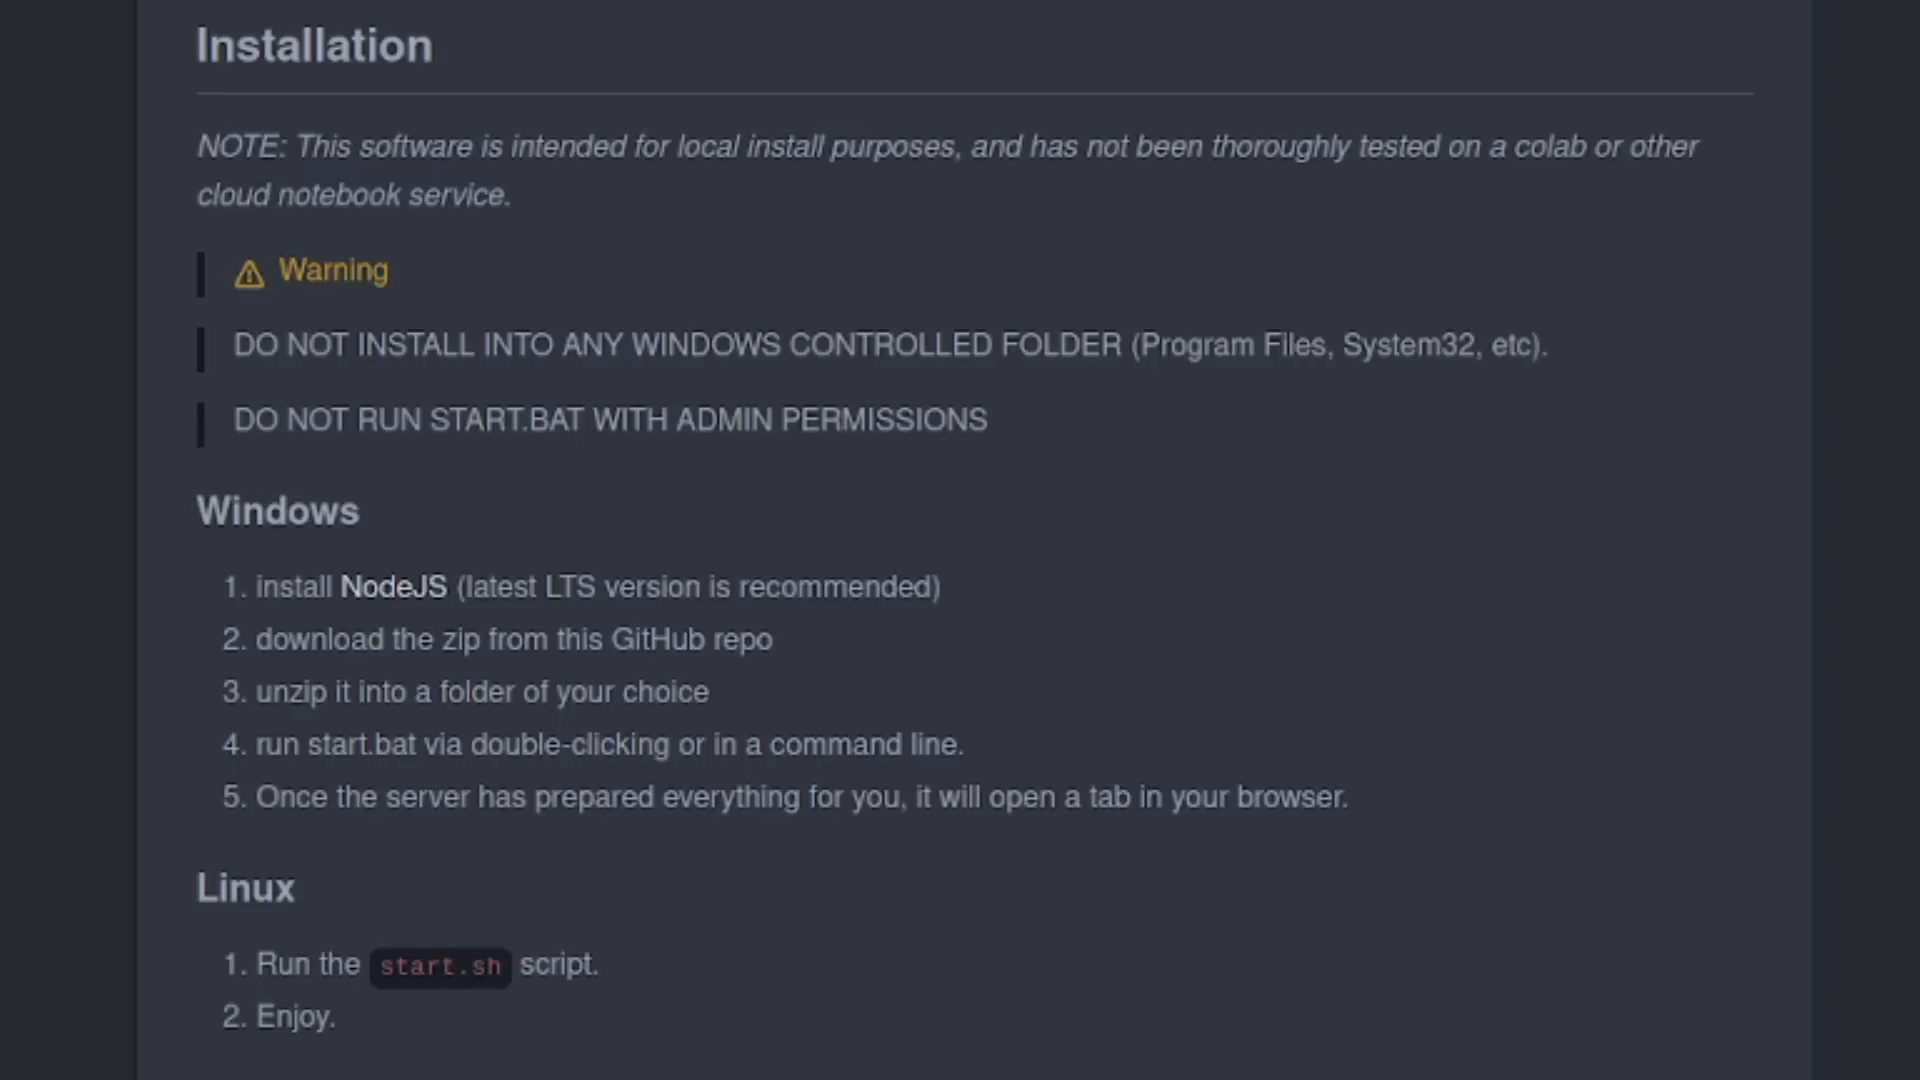 Installation
NOTE: This software is intended for local install purposes, and has not been thoroughly tested on a colab or other
cloud notebook service.
Warning
DO NOT INSTALL INTO ANY WINDOWS CONTROLLED FOLDER (Program Files, System32, etc).
DO NOT RUN START.BAT WITH ADMIN PERMISSIONS
Windows
1. install NodeJS (latest LTS version is recommended)
2. download the zip from this GitHub repo
3. unzip it into a folder of your choice
4. run start.bat via double-clicking or in a command line.
5. Once the server has prepared everything for you, it will open a tab in your browser.
Linux
1. Run the start.sh script.
2. Enjoy.